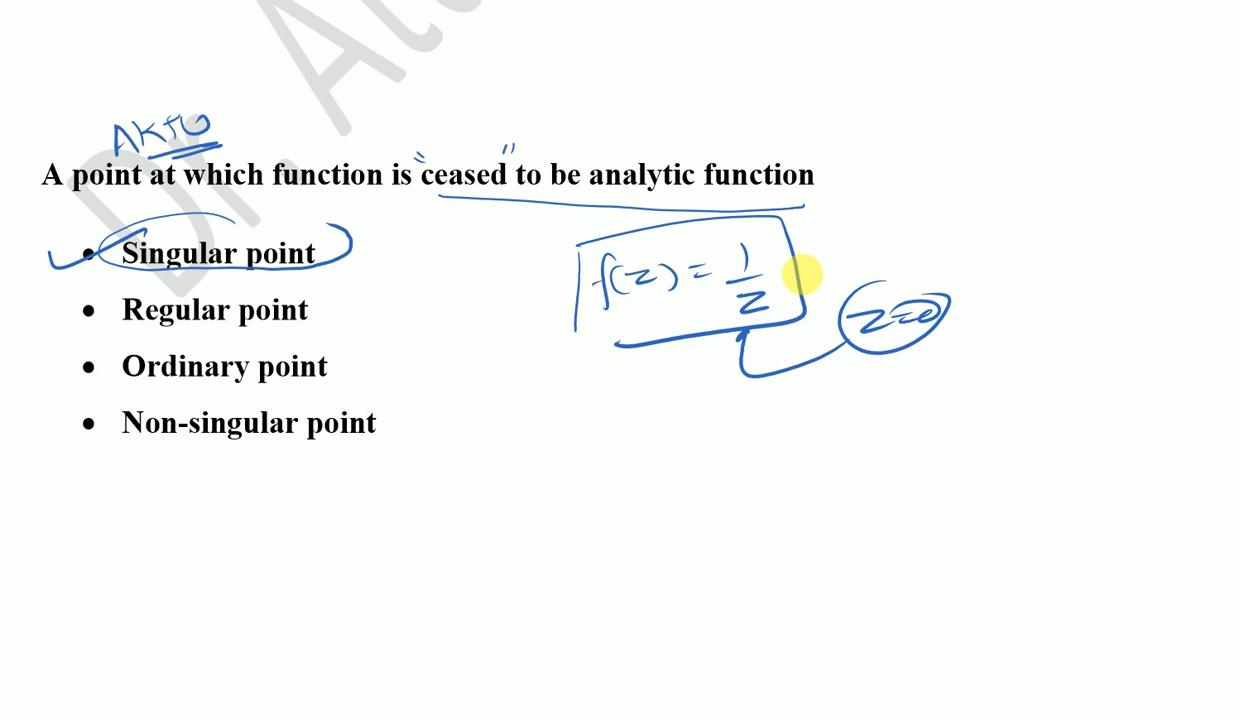 Dr.
AKTU
A point at which function is "ceased" to be analytic function
• Singular point
• Regular point
• Ordinary point
• Non-singular point
f(z) = 1/z
z=0